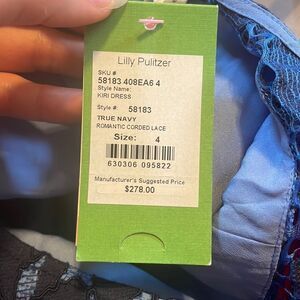 Lilly Pulitzer
SKU #
58183 408EA6 4
Style Name:
KIRI DRESS
Style #: 58183
TRUE NAVY
ROMANTIC CORDED LACE
Size: 4
630306 095822
Manufacturer's Suggested Price
$278.00